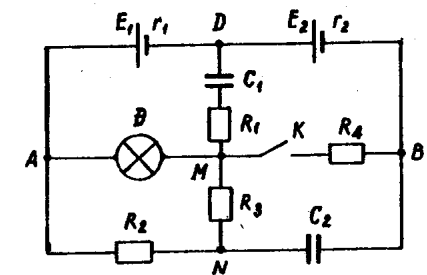 E₁ r₁ D E₂ r₂
C₁
Đ R₁ K R₄
A M B
R₂ R₃ C₂
N